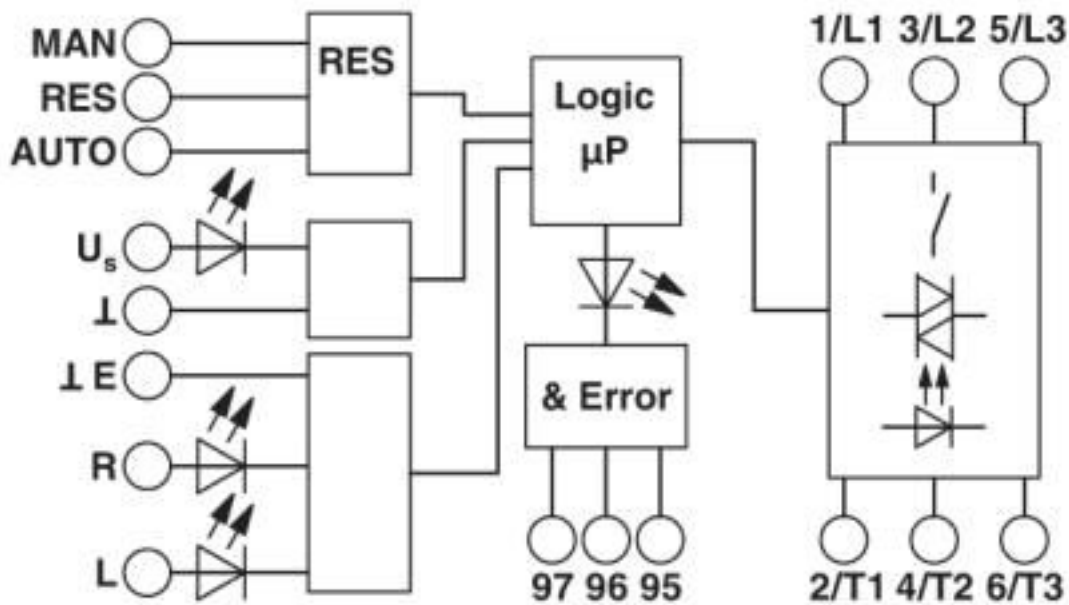 MAN
RES
AUTO
RES
Us
⊥
⊥ E
R
L
Logic
µP
& Error
97 96 95
1/L1 3/L2 5/L3
2/T1 4/T2 6/T3